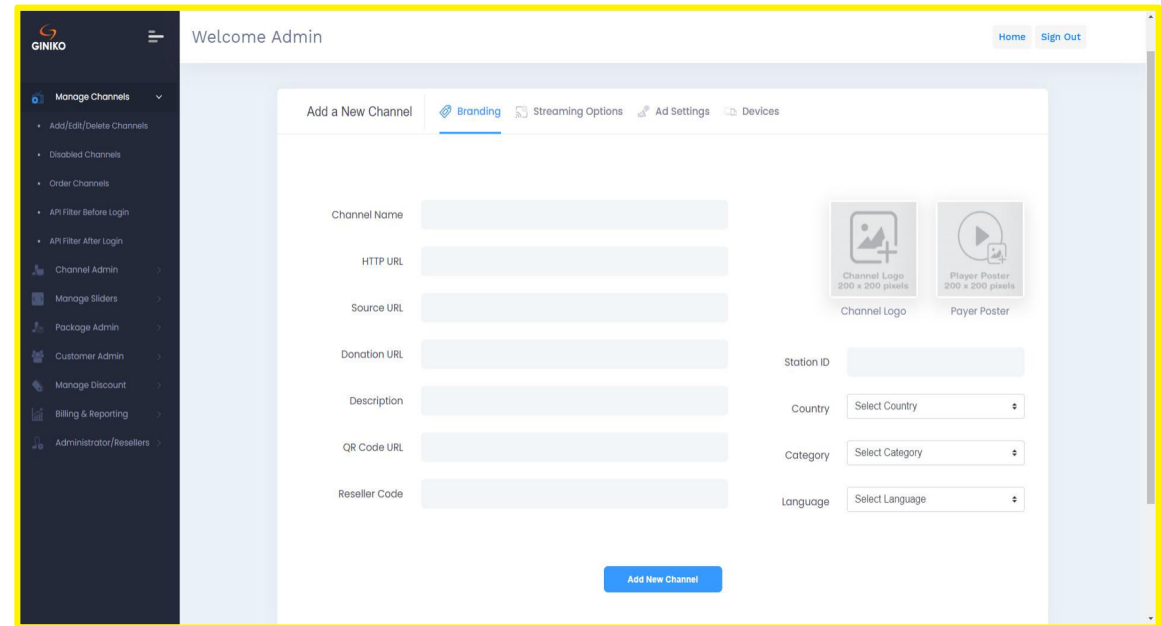 GINIKO
Welcome Admin
Home Sign Out
Manage Channels
Add/Edit/Delete Channels
Disabled Channels
Order Channels
API Filter Before Login
API Filter After Login
Channel Admin
Manage Sliders
Package Admin
Customer Admin
Manage Discount
Billing & Reporting
Administrator/Resellers
Add a New Channel Branding Streaming Options Ad Settings Devices
Channel Name
HTTP URL
Source URL
Donation URL
Description
QR Code URL
Reseller Code
Channel Logo
200 x 200 pixels
Channel Logo
Player Poster
200 x 200 pixels
Payer Poster
Station ID
Country Select Country
Category Select Category
Language Select Language
Add New Channel